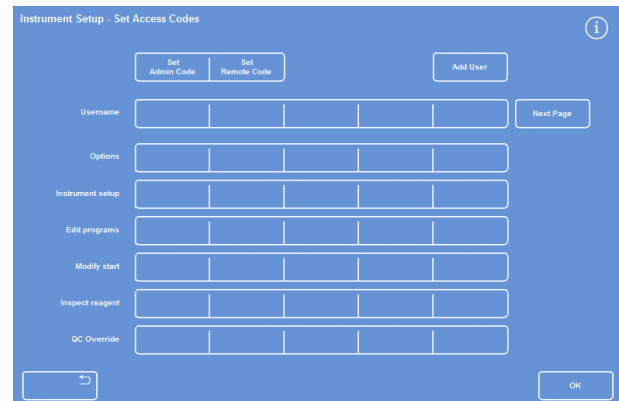 Instrument Setup - Set Access Codes
i
Set
Admin Code
Set
Remote Code
Add User
Username
Next Page
Options
Instrument setup
Edit programs
Modify start
Inspect reagent
QC Override
OK